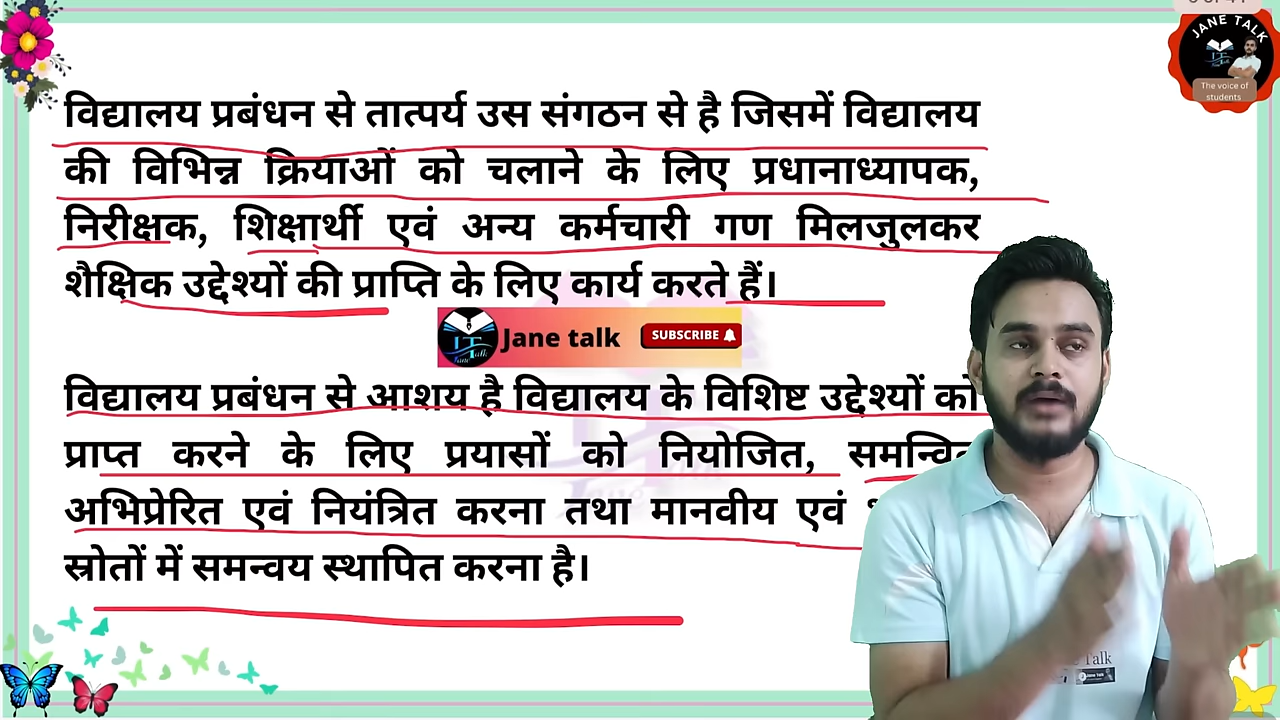 JANE TALK
The voice of
students
विद्यालय प्रबंधन से तात्पर्य उस संगठन से है जिसमें विद्यालय
की विभिन्न क्रियाओं को चलाने के लिए प्रधानाध्यापक,
निरीक्षक, शिक्षार्थी एवं अन्य कर्मचारी गण मिलजुलकर
शैक्षिक उद्देश्यों की प्राप्ति के लिए कार्य करते हैं।
Jane talk SUBSCRIBE
विद्यालय प्रबंधन से आशय है विद्यालय के विशिष्ट उद्देश्यों को
प्राप्त करने के लिए प्रयासों को नियोजित,
अभिप्रेरित एवं नियंत्रित करना तथा मानवीय एवं
स्रोतों में समन्वय स्थापित करना है।
Talk